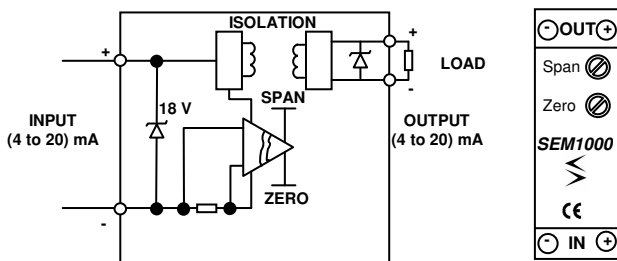 ISOLATION
+
+
LOAD
-
18 V
SPAN
INPUT
(4 to 20) mA
OUTPUT
(4 to 20) mA
ZERO
-
- OUT +
Span
Zero
SEM1000
CE
- IN +